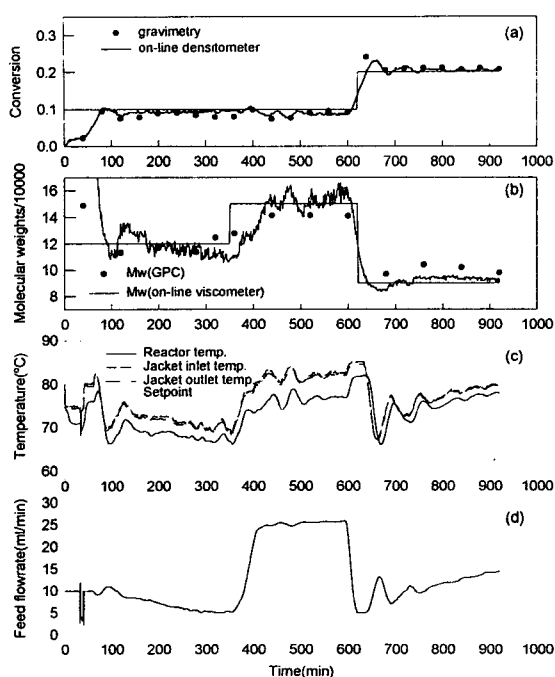 0.3
0.2
0.1
0.0
Conversion
gravimetry
on-line densitometer
(a)
0 100 200 300 400 500 600 700 800 900 1000
16
14
12
10
8
Molecular weights/10000
(b)
Mw(GPC)
Mw(on-line viscometer)
0 100 200 300 400 500 600 700 800 900 1000
90
80
70
60
Temperature(°C)
Reactor temp.
Jacket inlet temp.
Jacket outlet temp.
Setpoint
(c)
0 100 200 300 400 500 600 700 800 900 1000
30
25
20
15
10
5
0
Feed flowrate(ml/min)
(d)
0 100 200 300 400 500 600 700 800 900 1000
Time(min)